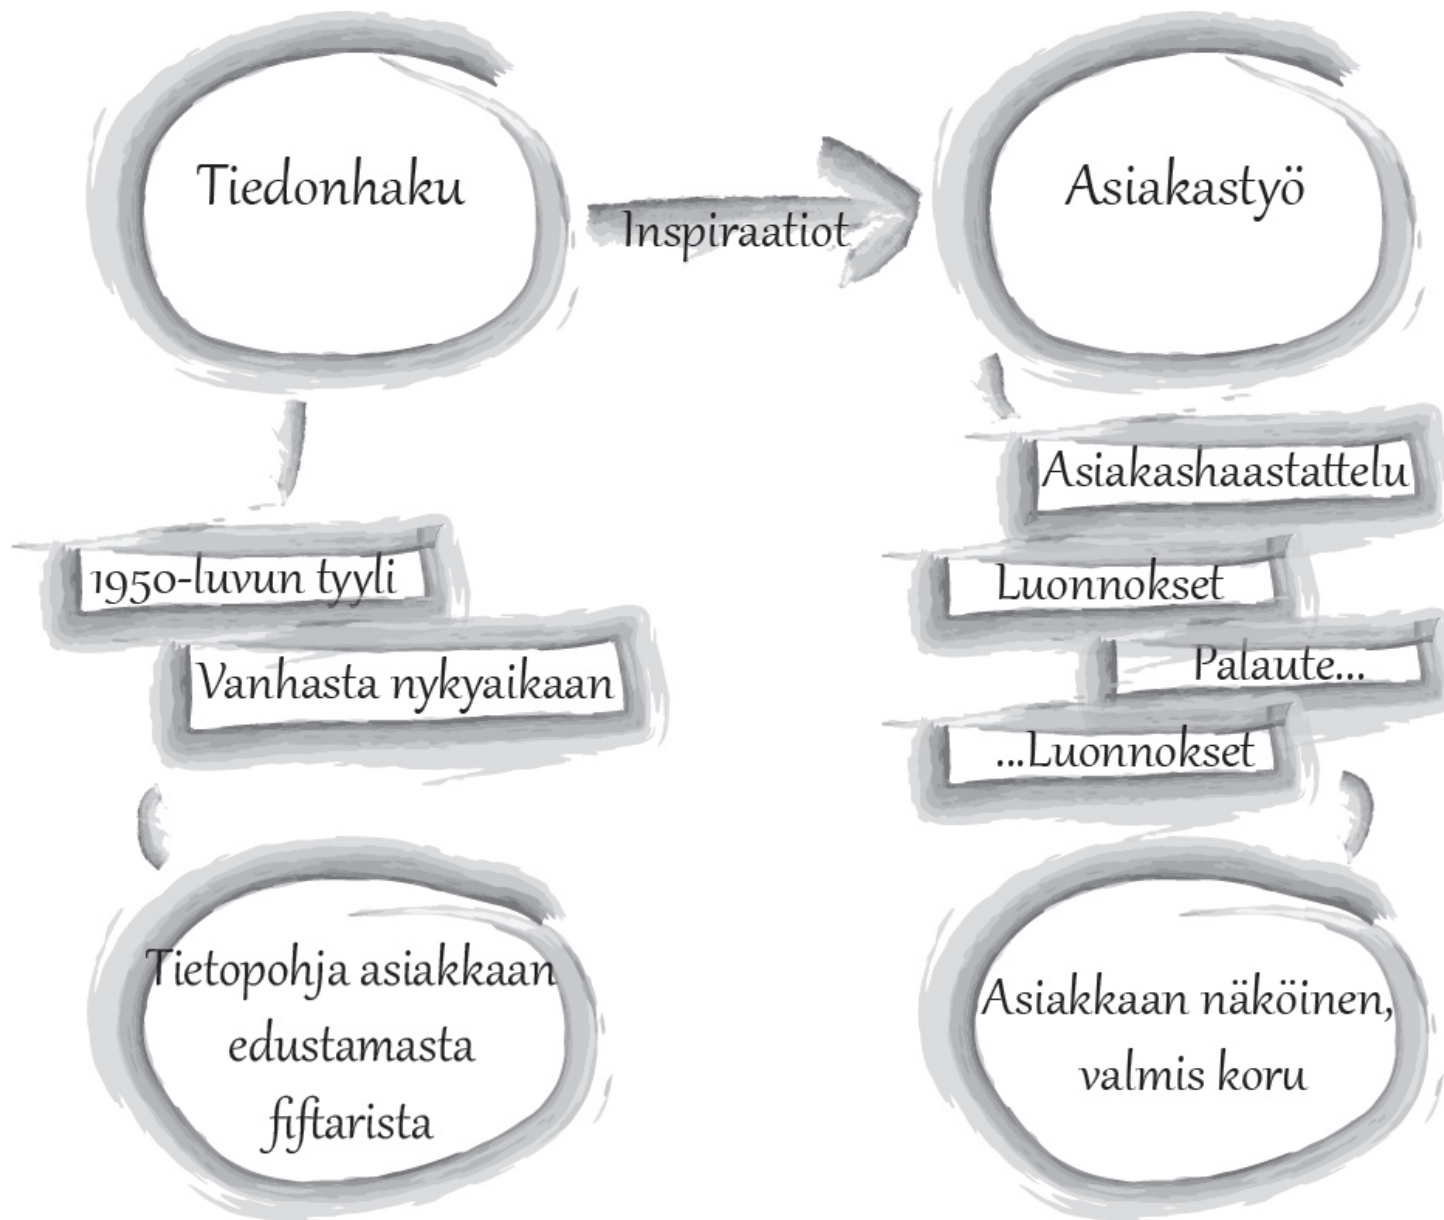 Tiedonhaku
Inspiraatiot
Asiakastyö
1950-luvun tyyli
Vanhasta nykyaikaan
Tietopohja asiakkaan
edustamasta
fiftarista
Asiakashaastattelu
Luonnokset
Palaute...
...Luonnokset
Asiakkaan näköinen,
valmis koru